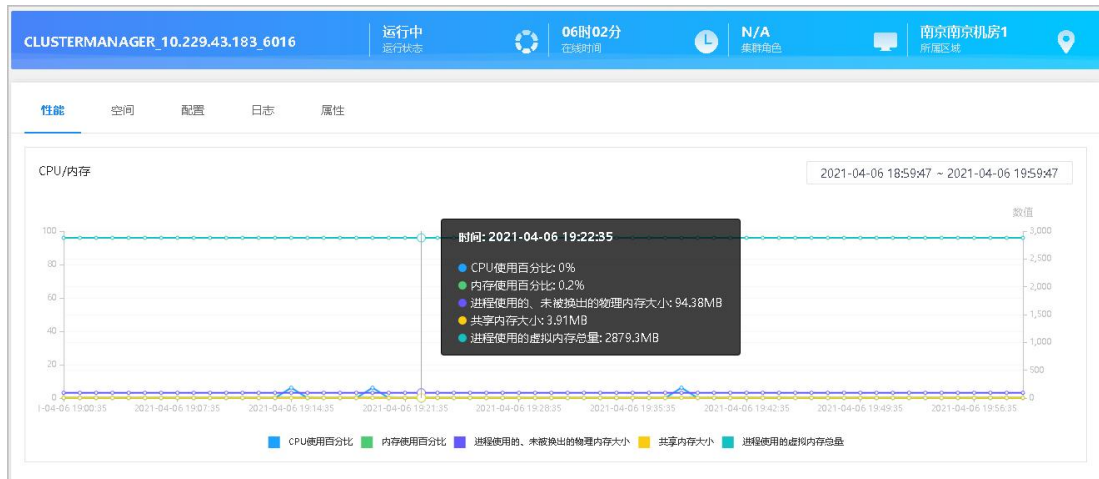 CLUSTERMANAGER_10.229.43.183_6016
运行中
运行状态
06时02分
在线时间
N/A
集群角色
南京南京机房1
所属区域
性能 空间 配置 日志 属性
CPU/内存
2021-04-06 18:59:47 ~ 2021-04-06 19:59:47
数值
时间: 2021-04-06 19:22:35
CPU使用百分比: 0%
内存使用百分比: 0.2%
进程使用的、未被换出的物理内存大小: 94.38MB
共享内存大小: 3.91MB
进程使用的虚拟内存总量: 2879.3MB
100
80
60
40
20
0
3,000
2,500
2,000
1,500
1,000
500
0
-04-06 19:00:35 2021-04-06 19:07:35 2021-04-06 19:14:35 2021-04-06 19:21:35 2021-04-06 19:28:35 2021-04-06 19:35:35 2021-04-06 19:42:35 2021-04-06 19:49:35 2021-04-06 19:56:35
CPU使用百分比 内存使用百分比 进程使用的、未被换出的物理内存大小 共享内存大小 进程使用的虚拟内存总量